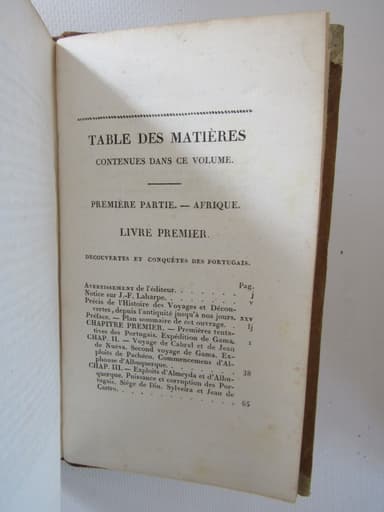 TABLE DES MATIÈRES
CONTENUES DANS CE VOLUME.
PREMIÈRE PARTIE. — AFRIQUE.
LIVRE PREMIER.
DECOUVERTES ET CONQUÊTES DES PORTUGAIS.
Pag.
AVERTISSEMENT de l'éditeur. j
Notice sur J.-F. Laharpe. v
Précis de l'Histoire des Voyages et Décou-
vertes, depuis l'antiquité jusqu'à nos jours. xxv
Préface. — Plan sommaire de cet ouvrage. lj
CHAPITRE PREMIER. — Premières tenta-
tives des Portugais. Expédition de Gama. 1
CHAP. II. — Voyage de Cabral et de Jean
de Nueva. Second voyage de Gama. Ex-
ploits de Pachéco. Commencemens d'Al-
phonse d'Albuquerque. 38
CHAP. III. — Exploits d'Almeyda et d'Albu-
querque. Puissance et corruption des Por-
tugais. Siége de Diu. Sylveira et Jean de
Castro. 65